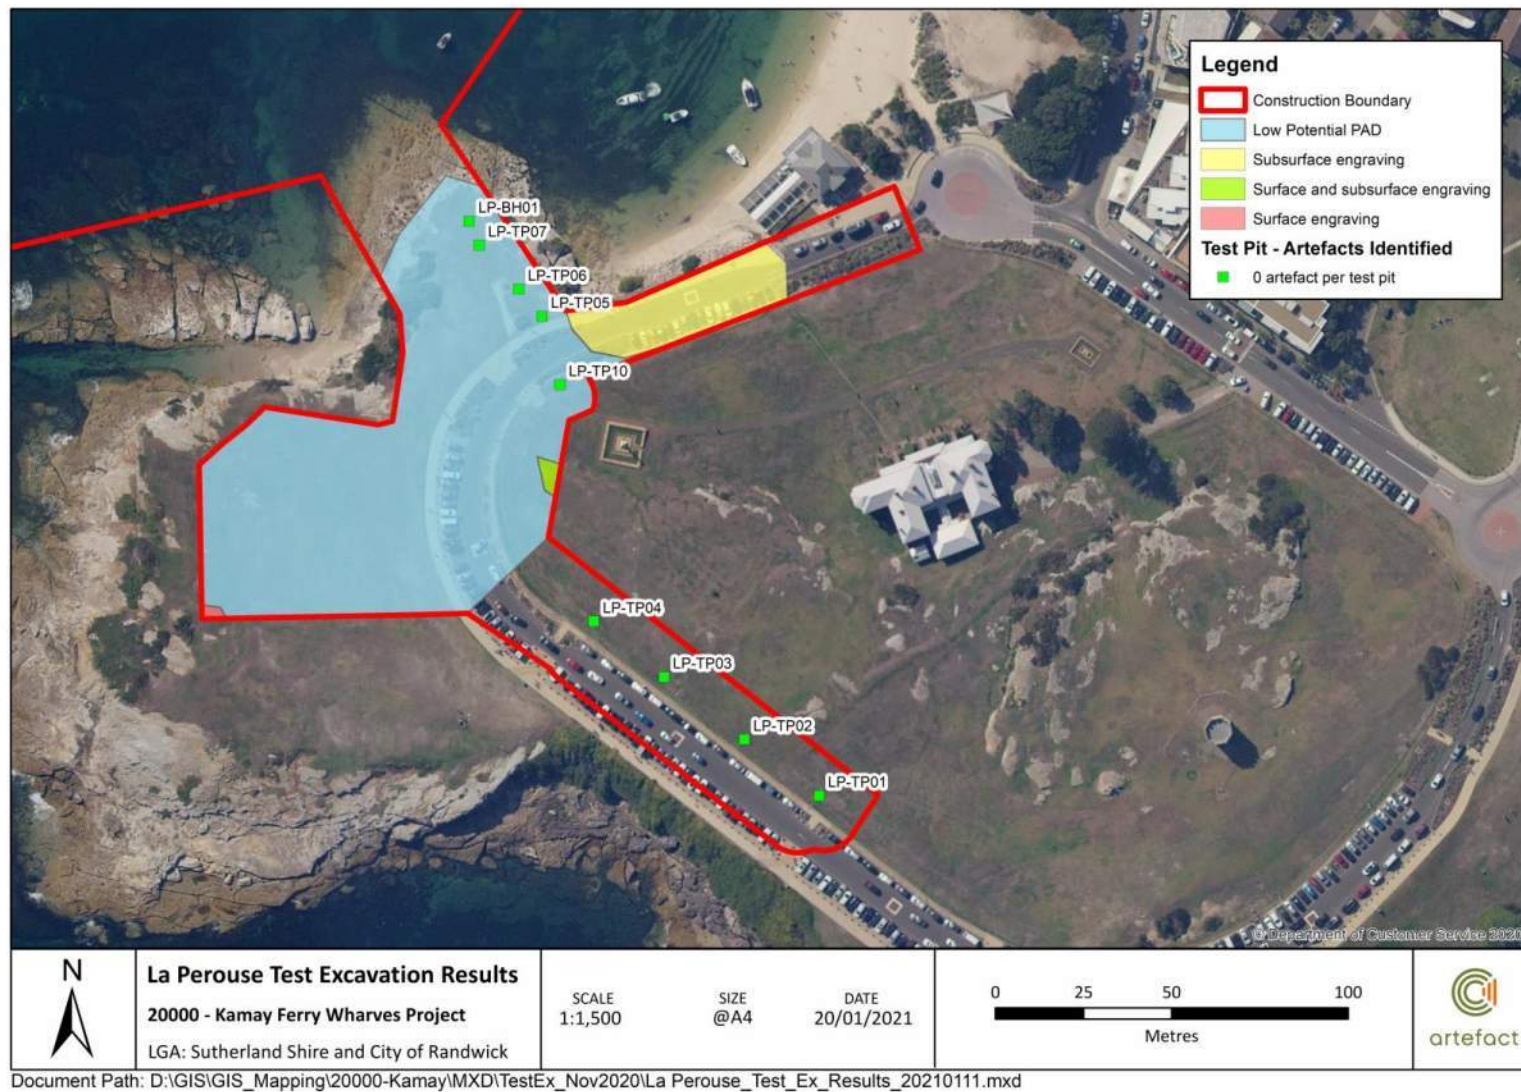 Legend
Construction Boundary
Low Potential PAD
Subsurface engraving
Surface and subsurface engraving
Surface engraving
Test Pit - Artefacts Identified
0 artefact per test pit
LP-BH01
LP-TP07
LP-TP06
LP-TP05
LP-TP10
LP-TP04
LP-TP03
LP-TP02
LP-TP01
© Department of Customer Service 2020
N
La Perouse Test Excavation Results
20000 - Kamay Ferry Wharves Project
LGA: Sutherland Shire and City of Randwick
SCALE
1:1,500
SIZE
@A4
DATE
20/01/2021
0 25 50 100
Metres
artefact
Document Path: D:\GIS\GIS_Mapping\20000-Kamay\MXD\TestEx_Nov2020\La Perouse_Test_Ex_Results_20210111.mxd